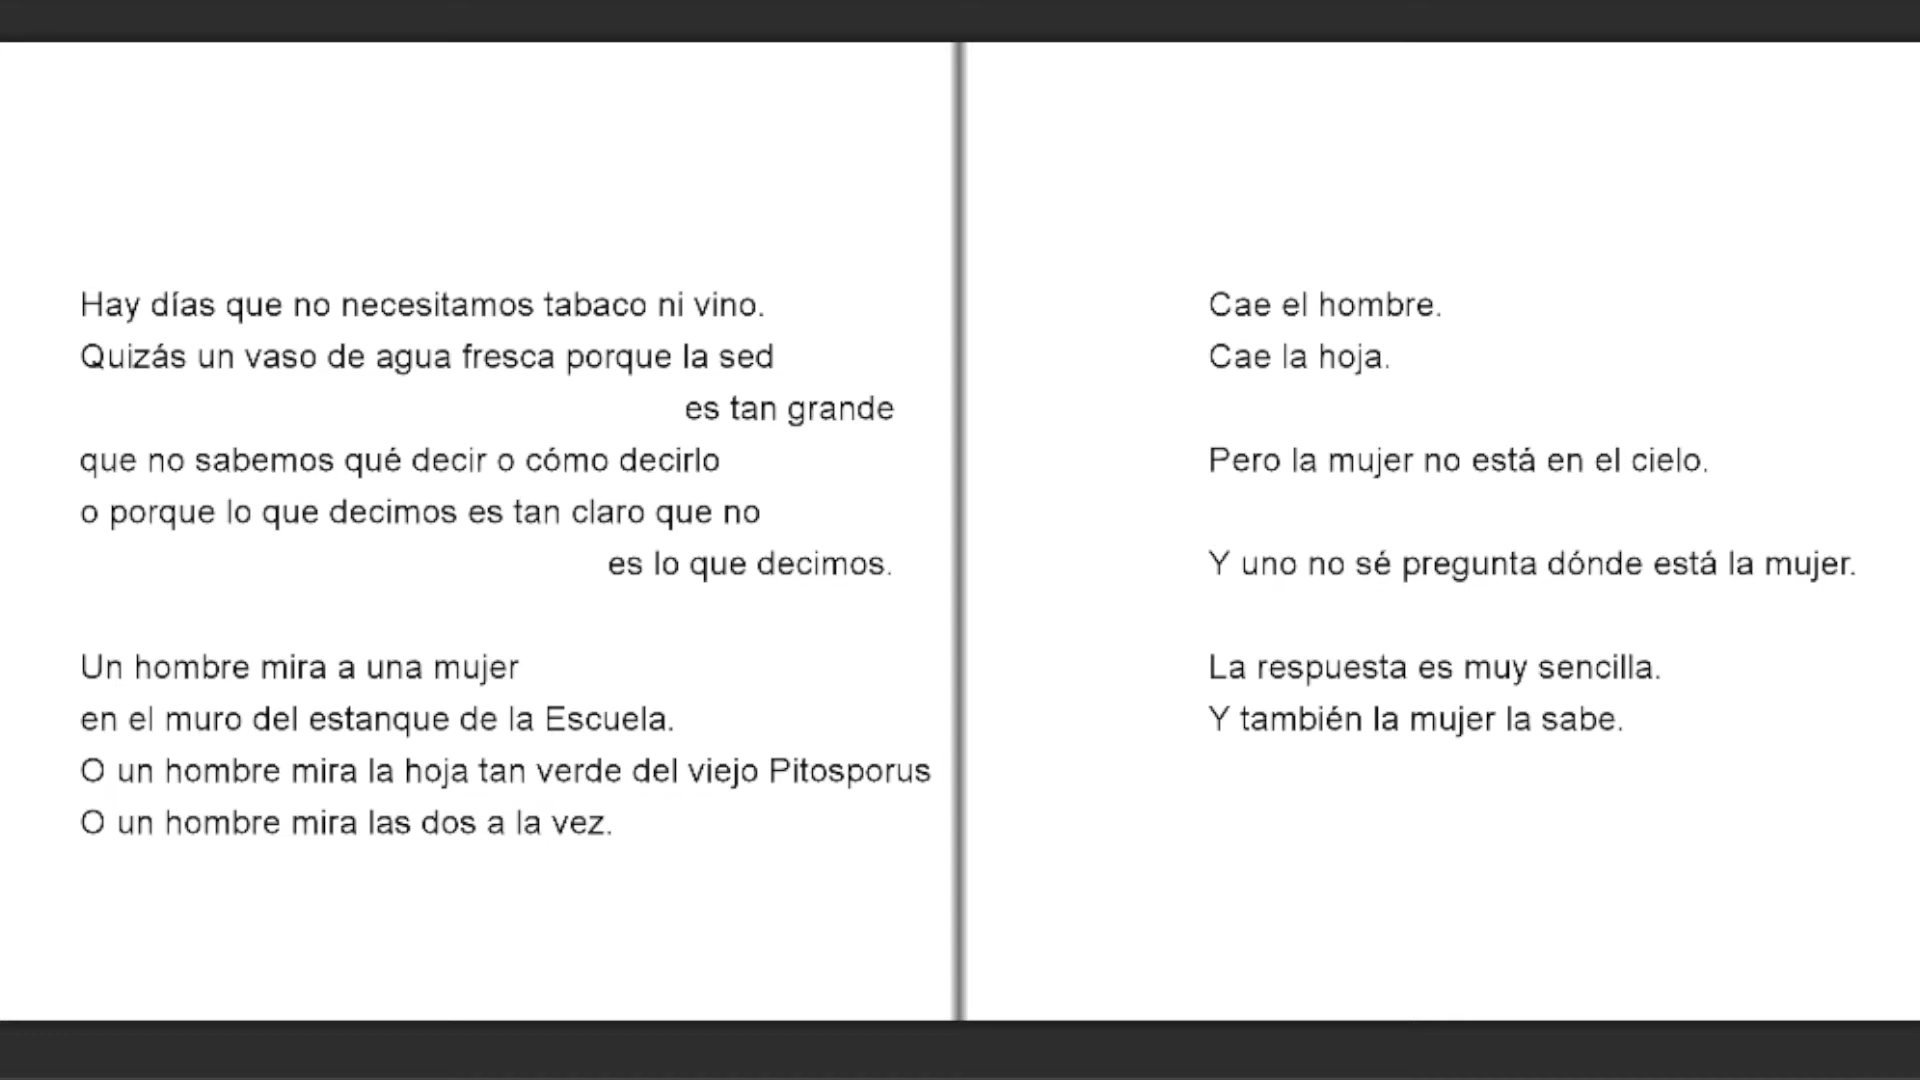 Hay días que no necesitamos tabaco ni vino.
Quizás un vaso de agua fresca porque la sed
es tan grande
que no sabemos qué decir o cómo decirlo
o porque lo que decimos es tan claro que no
es lo que decimos.
Un hombre mira a una mujer
en el muro del estanque de la Escuela.
O un hombre mira la hoja tan verde del viejo Pitosporus
O un hombre mira las dos a la vez.
Cae el hombre.
Cae la hoja.
Pero la mujer no está en el cielo.
Y uno no sé pregunta dónde está la mujer.
La respuesta es muy sencilla.
Y también la mujer la sabe.